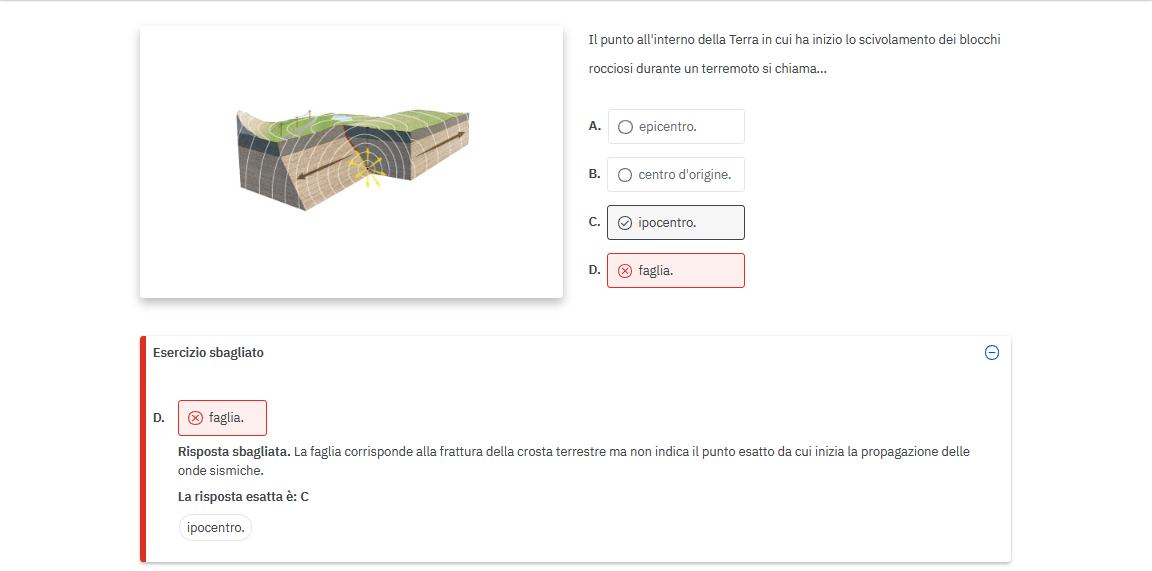 Il punto all'interno della Terra in cui ha inizio lo scivolamento dei blocchi
rocciosi durante un terremoto si chiama...
A. epicentro.
B. centro d'origine.
C. ipocentro.
D. faglia.
Esercizio sbagliato
D. faglia.
Risposta sbagliata. La faglia corrisponde alla frattura della crosta terrestre ma non indica il punto esatto da cui inizia la propagazione delle
onde sismiche.
La risposta esatta è: C
ipocentro.